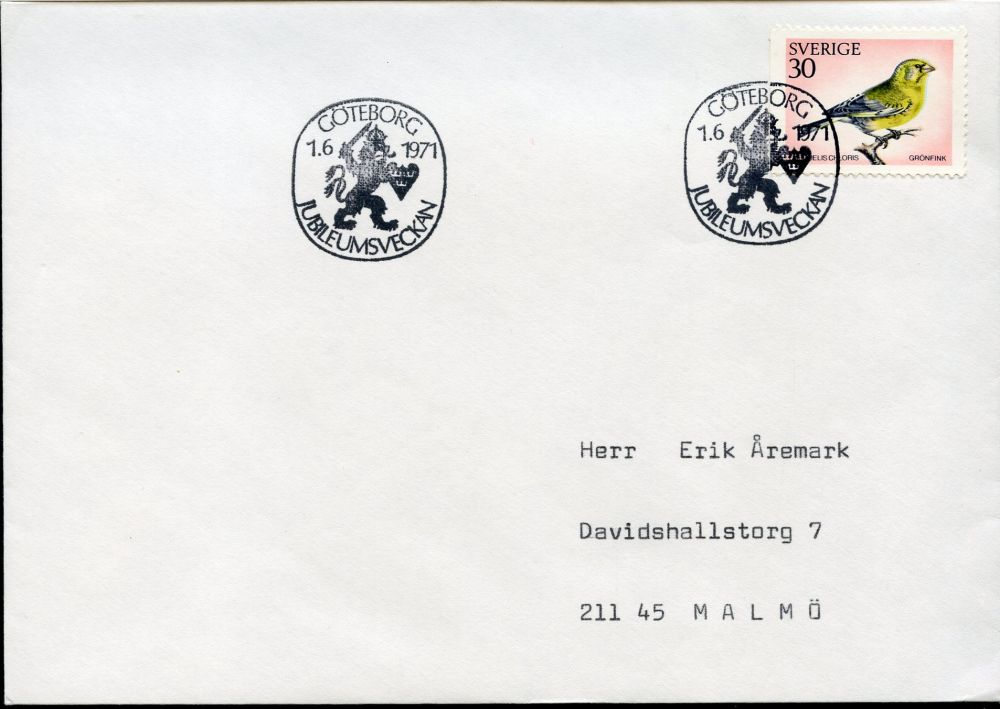 GÖTEBORG
1.6 1971
JUBILEUMSVECKAN
SVERIGE
30
GÖTEBORG
1.6 1971
JUBILEUMSVECKAN
CHLORIS
GRÖNFINK
Herr Erik Åremark
Davidshallstorg 7
211 45 MALMÖ